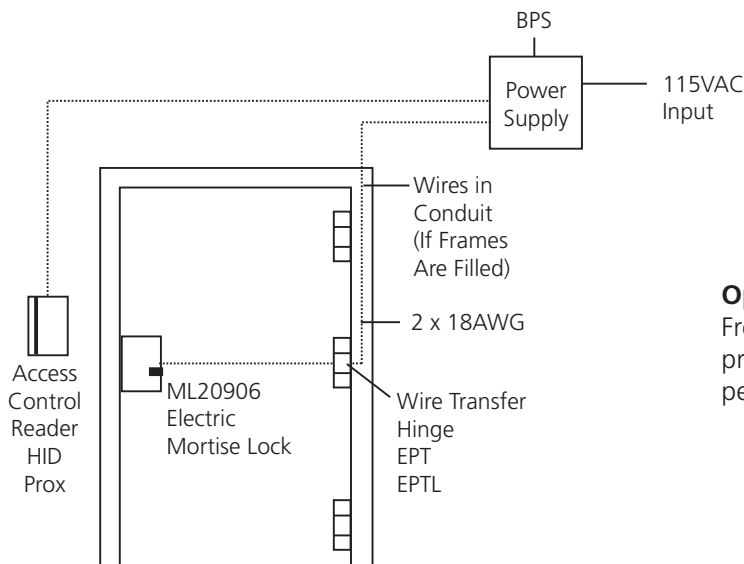 BPS
Power
Supply
115VAC
Input
Wires in
Conduit
(If Frames
Are Filled)
2 x 18AWG
Access
Control
Reader
HID
Prox
ML20906
Electric
Mortise Lock
Wire Transfer
Hinge
EPT
EPTL